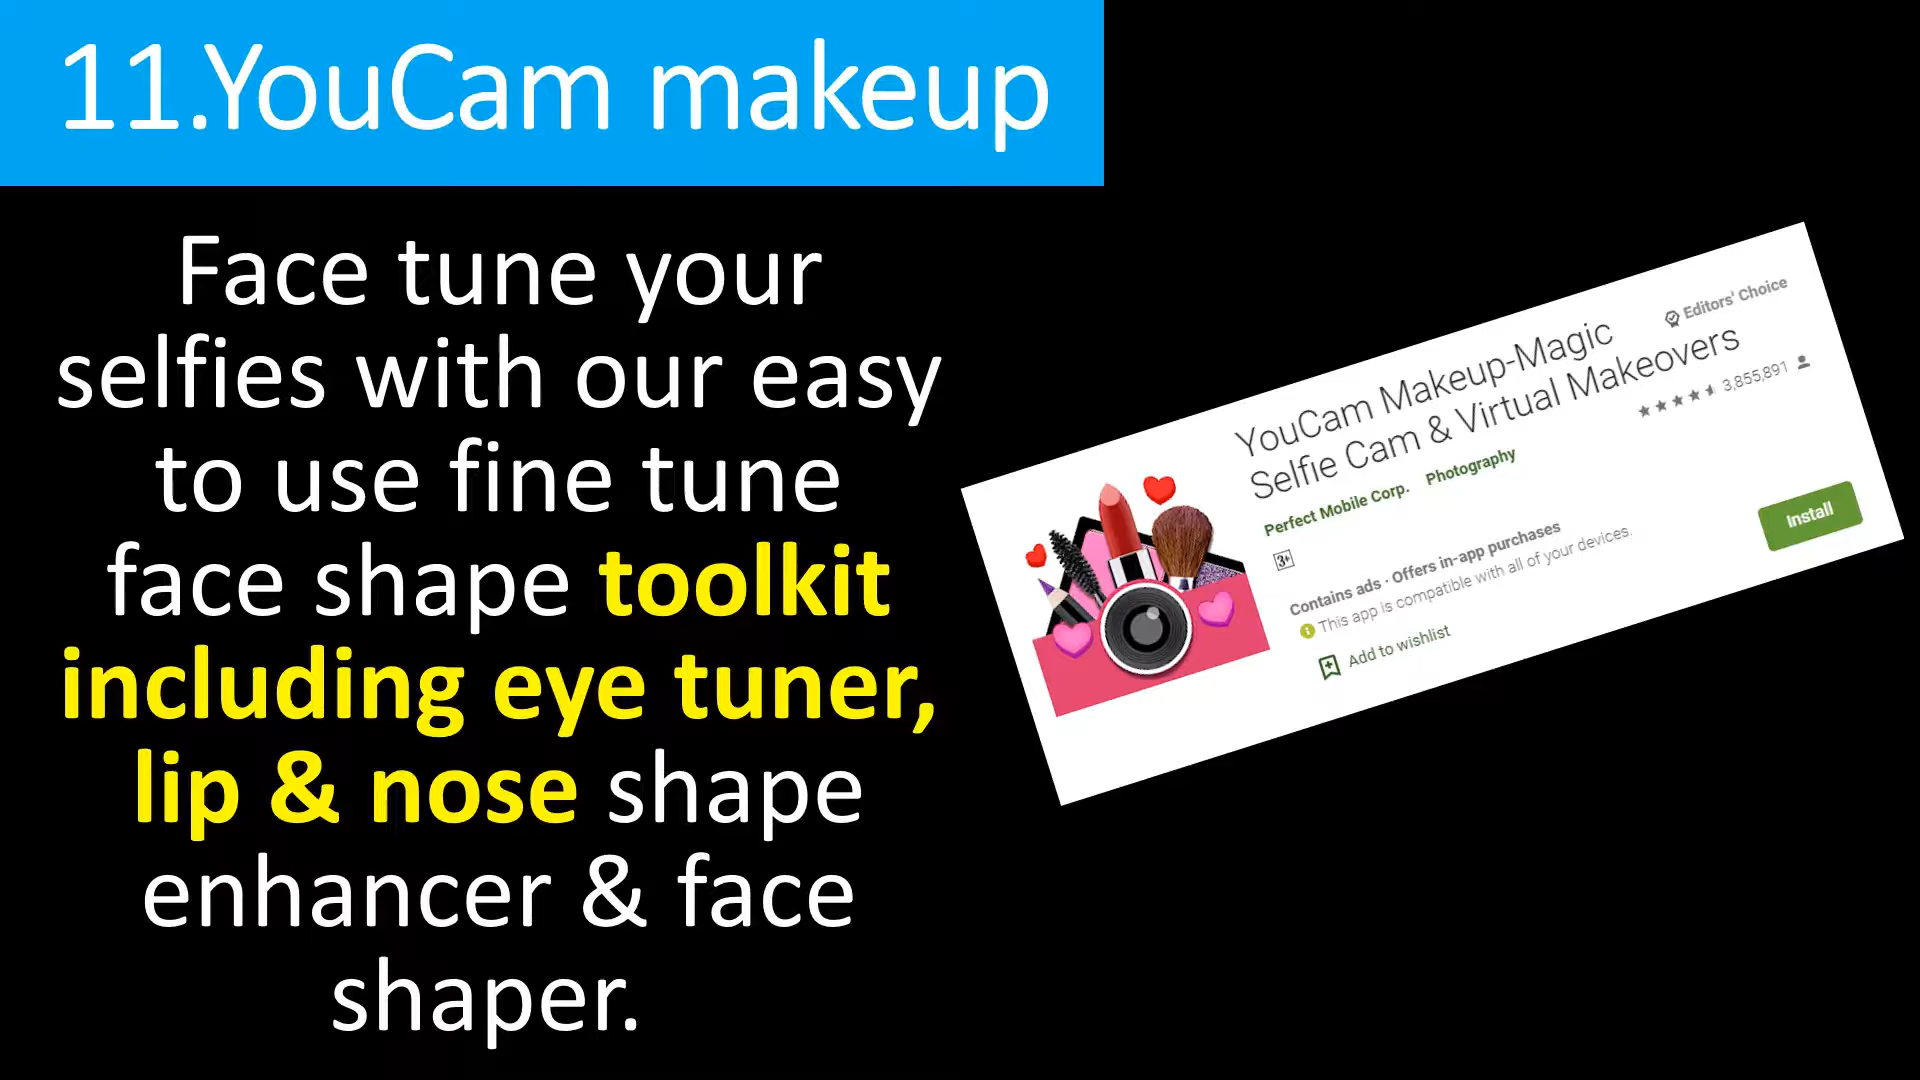 11.YouCam makeup
Face tune your
selfies with our easy
to use fine tune
face shape toolkit
including eye tuner,
lip & nose shape
enhancer & face
shaper.
YouCam Makeup-Magic
Selfie Cam & Virtual Makeovers
Editors' Choice
Perfect Mobile Corp. Photography
3,855,891
3+
Contains ads · Offers in-app purchases
This app is compatible with all of your devices.
Add to wishlist
Install